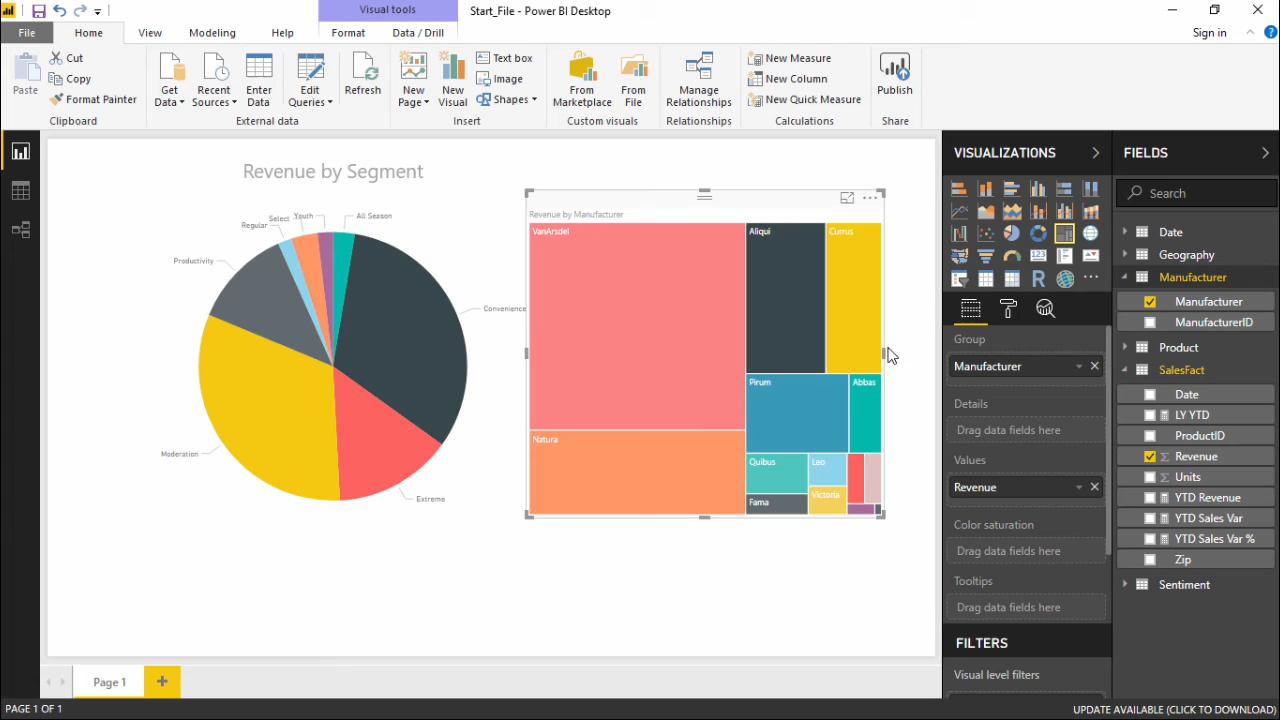 Visual tools
Start_File - Power BI Desktop
File
Home
View
Modeling
Help
Format
Data / Drill
Sign in
Paste
Cut
Copy
Format Painter
Clipboard
Get Data
Recent Sources
Enter Data
Edit Queries
Refresh
External data
New Page
New Visual
Text box
Image
Shapes
Insert
From Marketplace
From File
Custom visuals
Manage Relationships
Relationships
New Measure
New Column
New Quick Measure
Calculations
Publish
Share
Revenue by Segment
Select
Youth
All Season
Regular
Productivity
Convenience
Moderation
Extreme
Revenue by Manufacturer
VanArsdel
Aliqui
Currus
Pirum
Abbas
Natura
Quibus
Leo
Victoria
Fama
VISUALIZATIONS
R
Group
Manufacturer
Details
Drag data fields here
Values
Revenue
Color saturation
Drag data fields here
Tooltips
Drag data fields here
FILTERS
Visual level filters
FIELDS
Search
Date
Geography
Manufacturer
Manufacturer
ManufacturerID
Product
SalesFact
Date
LY YTD
ProductID
Σ Revenue
Σ Units
YTD Revenue
YTD Sales Var
YTD Sales Var %
Zip
Sentiment
Page 1
PAGE 1 OF 1
UPDATE AVAILABLE (CLICK TO DOWNLOAD)